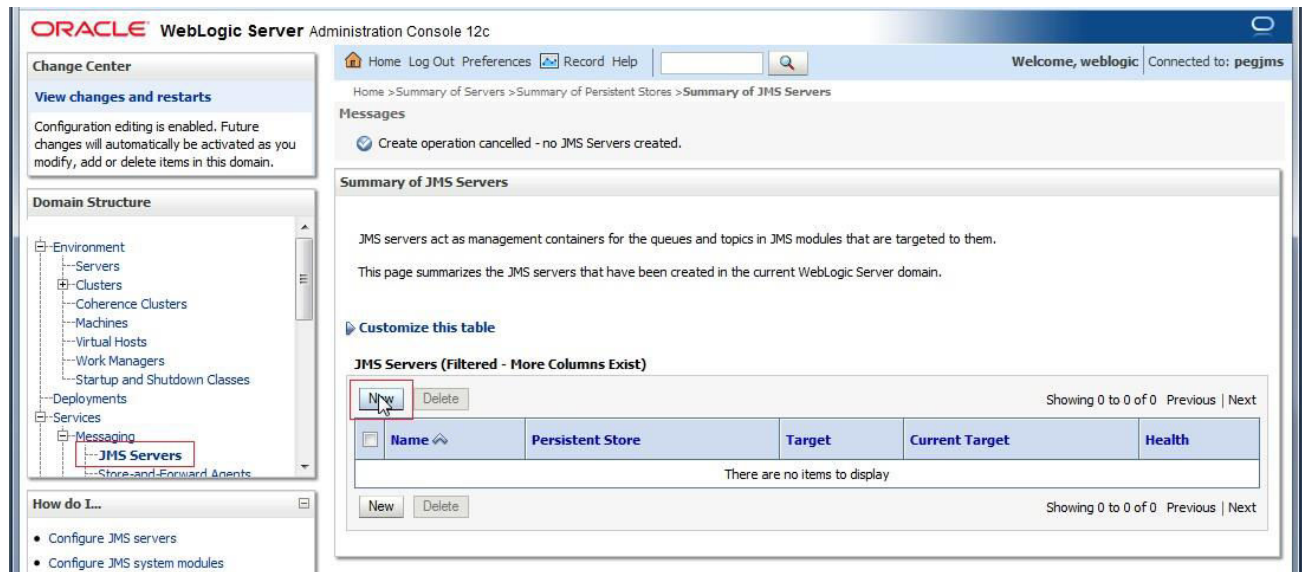 ORACLE WebLogic Server Administration Console 12c
Change Center
View changes and restarts
Configuration editing is enabled. Future
changes will automatically be activated as you
modify, add or delete items in this domain.
Domain Structure
Environment
Servers
Clusters
Coherence Clusters
Machines
Virtual Hosts
Work Managers
Startup and Shutdown Classes
Deployments
Services
Messaging
JMS Servers
Store-and-Forward Agents
How do I...
Configure JMS servers
Configure JMS system modules
Home Log Out Preferences Record Help
Welcome, weblogic Connected to: pegjms
Home >Summary of Servers >Summary of Persistent Stores >Summary of JMS Servers
Messages
Create operation cancelled - no JMS Servers created.
Summary of JMS Servers
JMS servers act as management containers for the queues and topics in JMS modules that are targeted to them.
This page summarizes the JMS servers that have been created in the current WebLogic Server domain.
Customize this table
JMS Servers (Filtered - More Columns Exist)
New Delete Showing 0 to 0 of 0 Previous | Next
Name Persistent Store Target Current Target Health
There are no items to display
New Delete Showing 0 to 0 of 0 Previous | Next